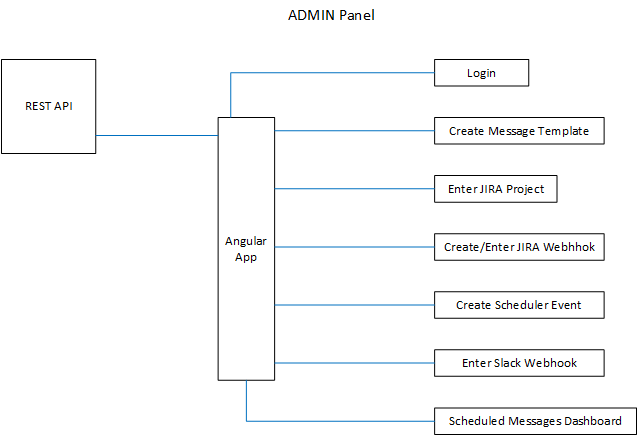 ADMIN Panel
REST API
Angular
App
Login
Create Message Template
Enter JIRA Project
Create/Enter JIRA Webhhok
Create Scheduler Event
Enter Slack Webhook
Scheduled Messages Dashboard